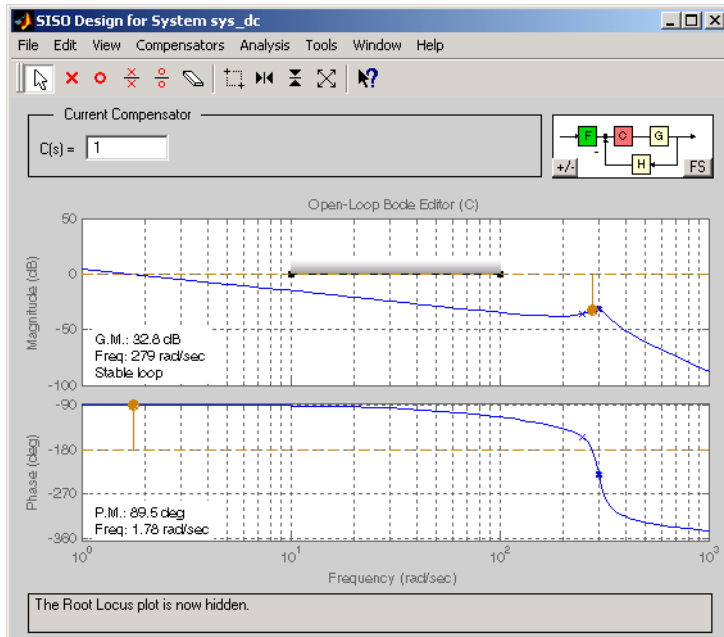 SISO Design for System sys_dc
File Edit View Compensators Analysis Tools Window Help
Current Compensator
C(s) = 1
F C G
-
H
+/- FS
Open-Loop Bode Editor (C)
50
0
-50
-100
Magnitude (dB)
G.M.: 32.8 dB
Freq: 279 rad/sec
Stable loop
-90
-180
-270
-360
Phase (deg)
P.M.: 89.5 deg
Freq: 1.78 rad/sec
10^0 10^1 10^2 10^3
Frequency (rad/sec)
The Root Locus plot is now hidden.